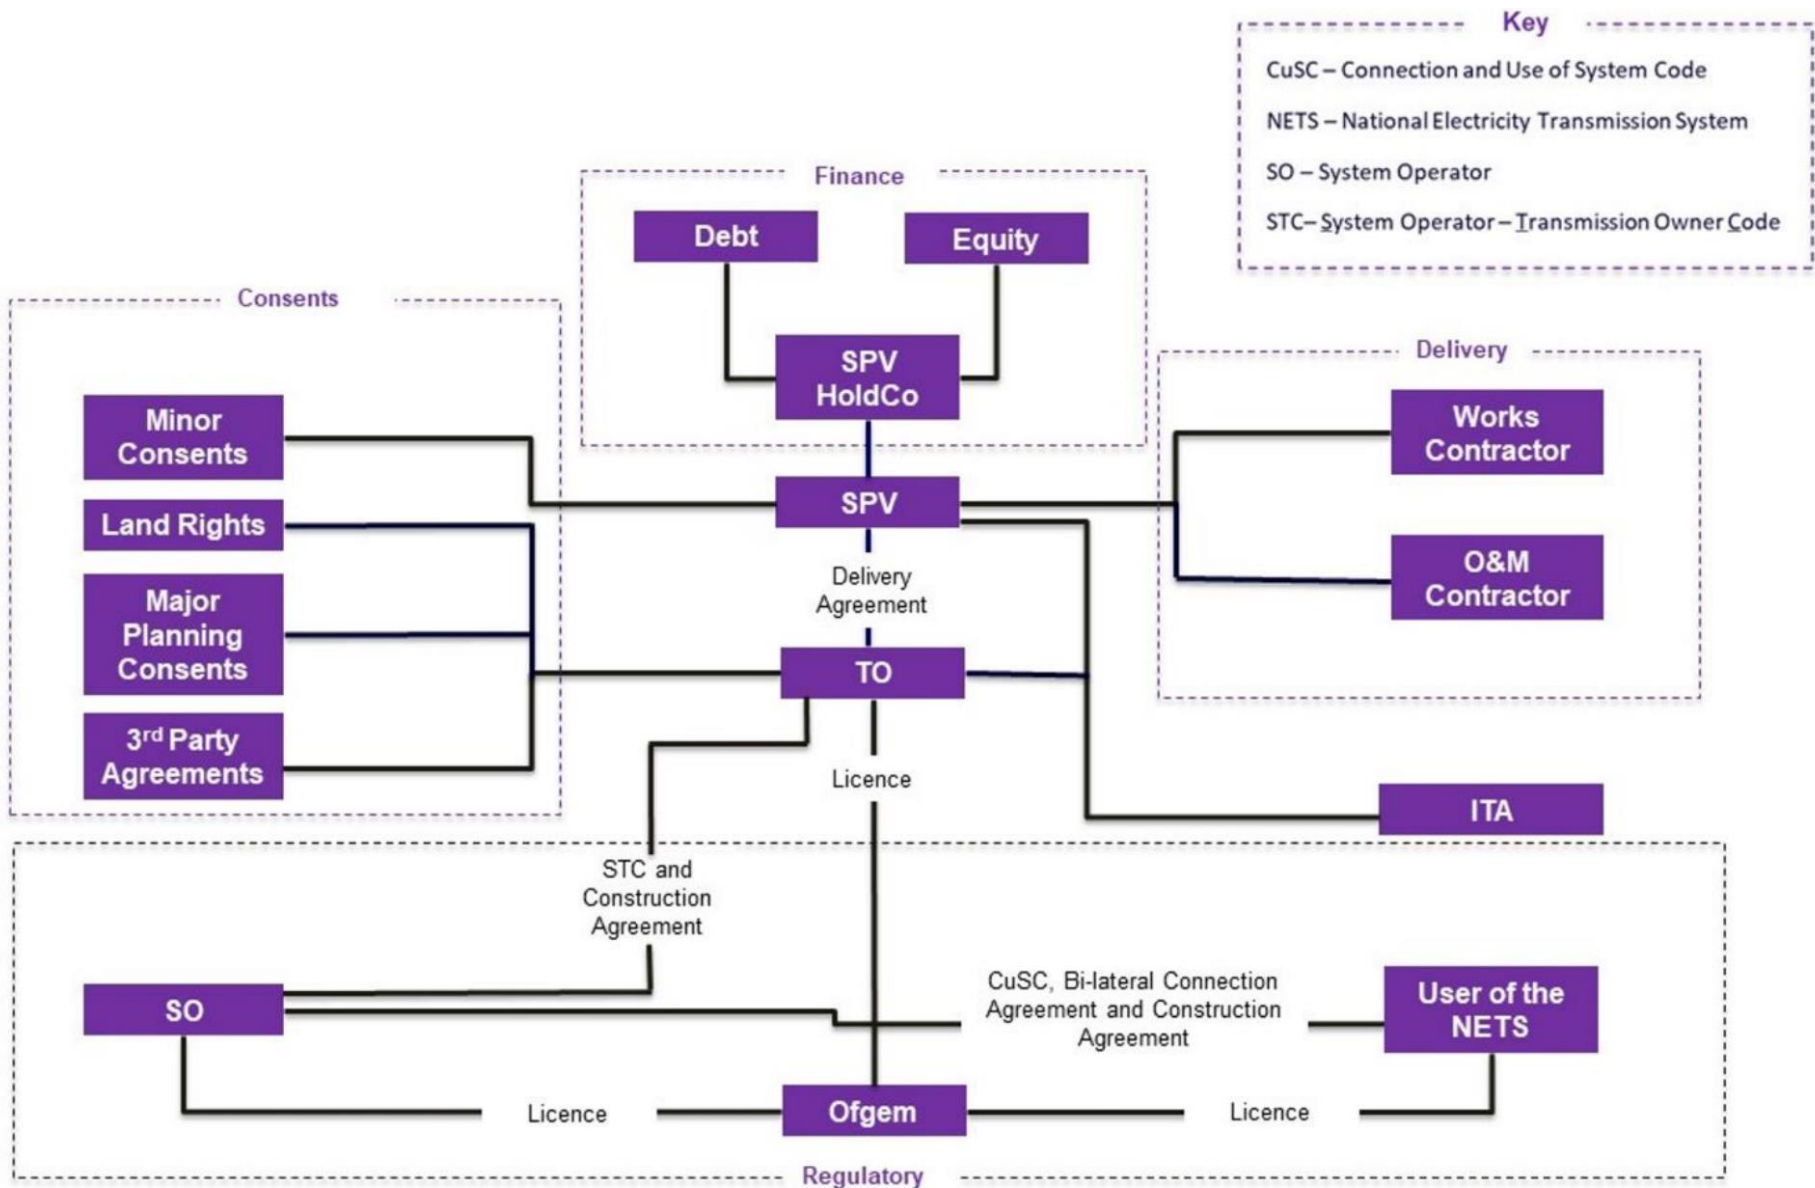 Key
CuSC – Connection and Use of System Code
NETS – National Electricity Transmission System
SO – System Operator
STC– System Operator – Transmission Owner Code
Finance
Debt
Equity
SPV
HoldCo
Consents
Minor
Consents
Land Rights
Major
Planning
Consents
3rd Party
Agreements
SPV
Delivery
Agreement
TO
Delivery
Works
Contractor
O&M
Contractor
ITA
Licence
STC and
Construction
Agreement
SO
CuSC, Bi-lateral Connection
Agreement and Construction
Agreement
User of the
NETS
Licence
Ofgem
Licence
Regulatory